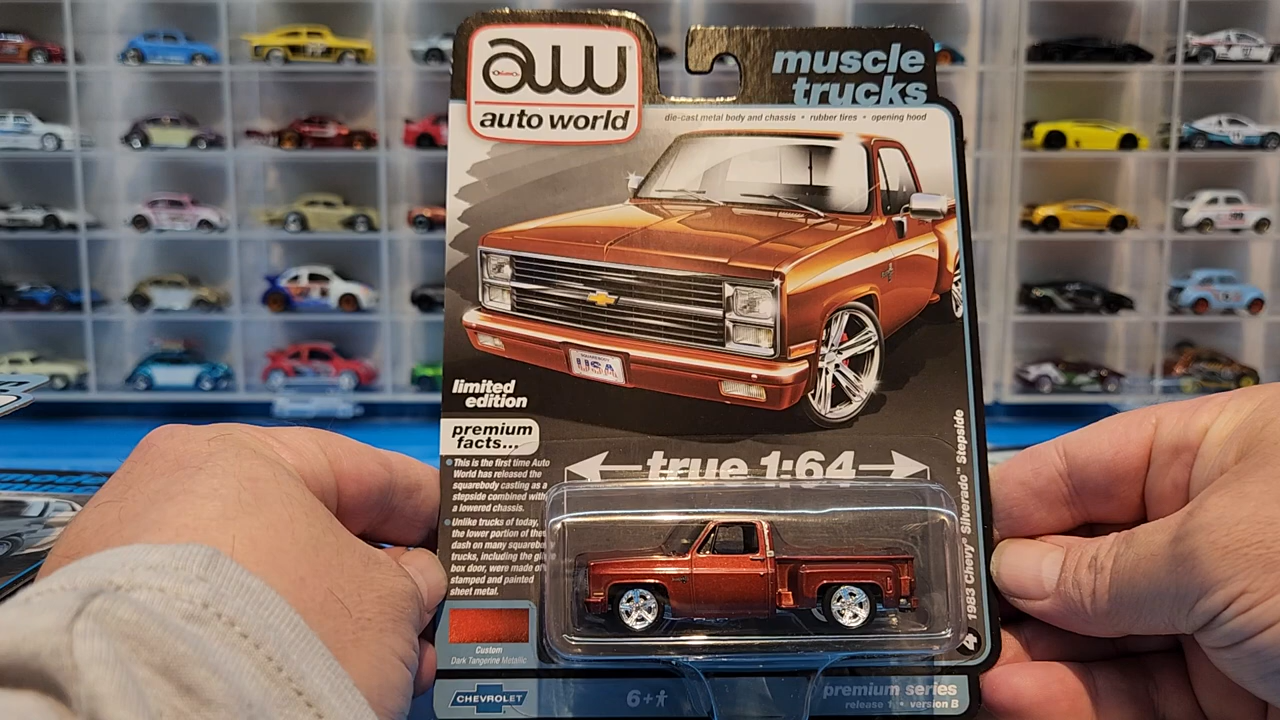 aw
auto world
muscle
trucks
die-cast metal body and chassis • rubber tires • opening hood
USA
limited
edition
premium
facts...
This is the first time Auto
World has released the
squarebody casting as a
stepside combined with
a lowered chassis.
Unlike trucks of today,
the lower portion of the
dash on many squarebody
trucks, including the
box door, were made of
stamped and painted
sheet metal.
true 1:64
4 1983 Chevy® Silverado™ Stepside
Custom
Dark Tangerine Metallic
CHEVROLET
6+
premium series
release 1 • version B